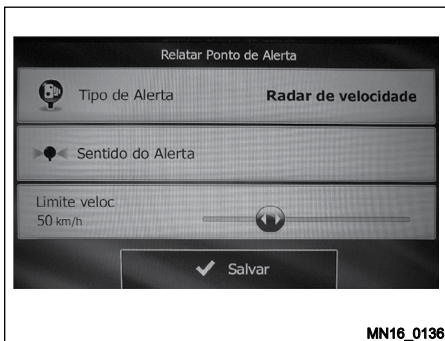 Relatar Ponto de Alerta
Tipo de Alerta Radar de velocidade
Sentido do Alerta
Limite veloc
50 km/h
Salvar
MN16_0136